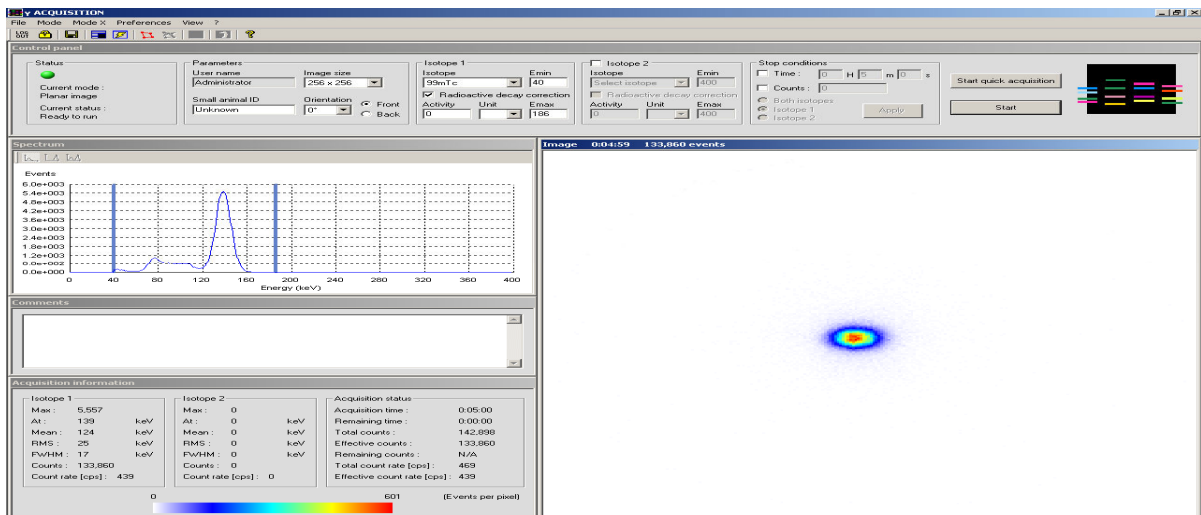 γ ACQUISITION
File Mode Mode X Preferences View ?
LOG OUT
Control panel
Status
Current mode :
Planar image
Current status :
Ready to run
Parameters
User name Image size
Administrator 256 x 256
Small animal ID Orientation
Unknown 0° Front
Back
Isotope 1
Isotope Emin
99mTc 40
Radioactive decay correction
Activity Unit Emax
0 186
Isotope 2
Isotope Emin
Select isotope 400
Radioactive decay correction
Activity Unit Emax
0 400
Stop conditions
Time : 0 H 5 m 0 s
Counts : 0
Both isotopes
Isotope 1
Isotope 2
Apply
Start quick acquisition
Start
Spectrum
Events
6.0e+003
5.4e+003
4.8e+003
4.2e+003
3.6e+003
3.0e+003
2.4e+003
1.8e+003
1.2e+003
0.0e+000
0 40 80 120 160 200 240 280 320 360 400
Energy (keV)
Comments
Acquisition information
Isotope 1
Max : 5,557
At : 139 keV
Mean : 124 keV
RMS : 25 keV
FWHM : 17 keV
Counts : 133,860
Count rate [cps] : 439
Isotope 2
Max : 0
At : 0 keV
Mean : 0 keV
RMS : 0 keV
FWHM : 0 keV
Counts : 0
Count rate [cps] : 0
Acquisition status
Acquisition time : 0:05:00
Remaining time : 0:00:00
Total counts : 142,898
Effective counts : 133,860
Remaining counts : N/A
Total count rate [cps] : 469
Effective count rate [cps] : 439
0 601 (Events per pixel)
Image 0:04:59 133,860 events